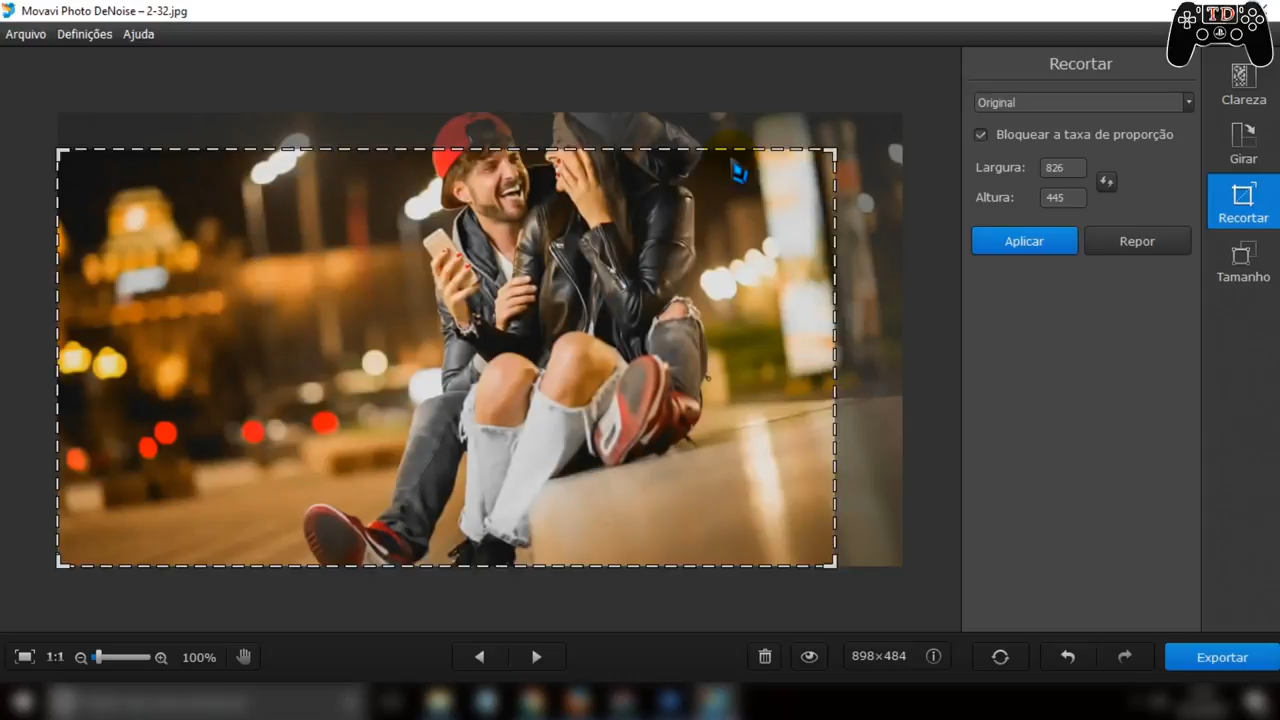 Movavi Photo DeNoise – 2-32.jpg
TD
Arquivo Definições Ajuda
Recortar
Original
Bloquear a taxa de proporção
Largura: 826
Altura: 445
Aplicar Repor
Clareza
Girar
Recortar
Tamanho
1:1 100% 898×484 Exportar